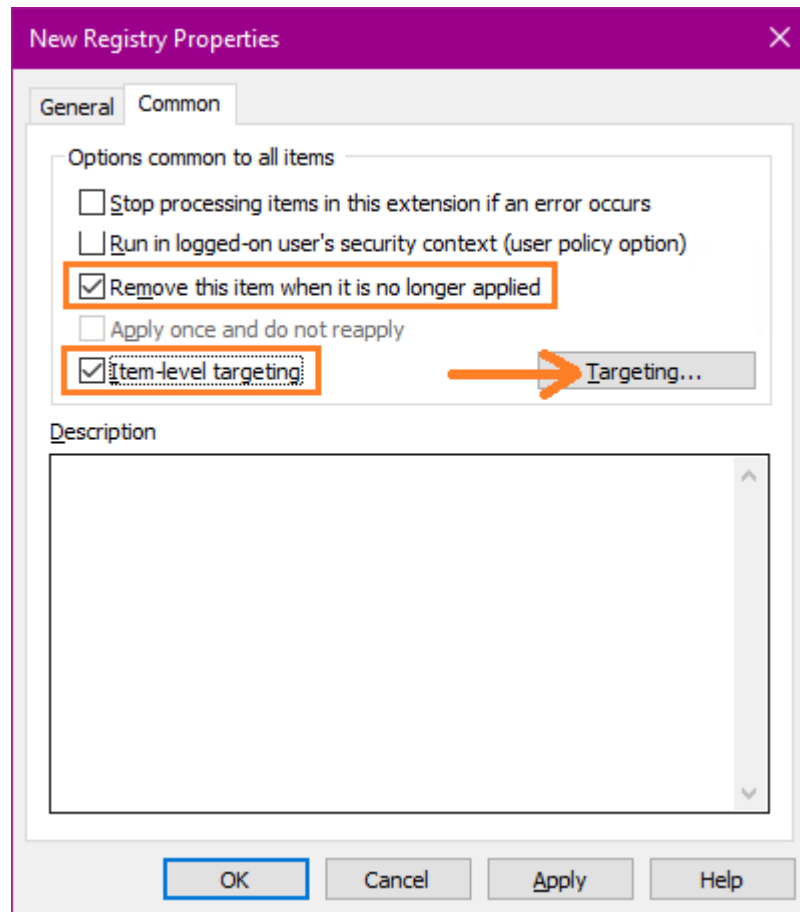 New Registry Properties
General
Common
Options common to all items
Stop processing items in this extension if an error occurs
Run in logged-on user's security context (user policy option)
Remove this item when it is no longer applied
Apply once and do not reapply
Item-level targeting
Targeting...
Description
OK
Cancel
Apply
Help